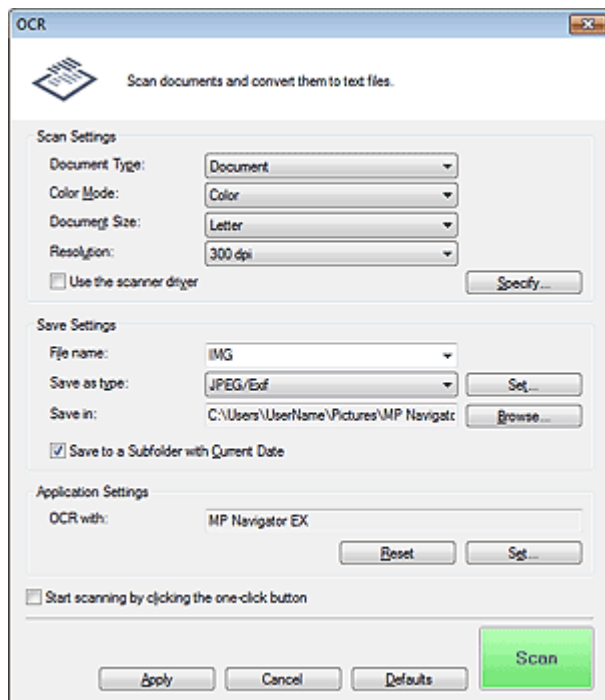 OCR
Scan documents and convert them to text files.
Scan Settings
Document Type: Document
Color Mode: Color
Document Size: Letter
Resolution: 300 dpi
Use the scanner driver Specify...
Save Settings
File name: IMG
Save as type: JPEG/Exif Set...
Save in: C:\Users\UserName\Pictures\MP Navigato Browse...
Save to a Subfolder with Current Date
Application Settings
OCR with: MP Navigator EX
Reset Set...
Start scanning by clicking the one-click button
Scan
Apply Cancel Defaults